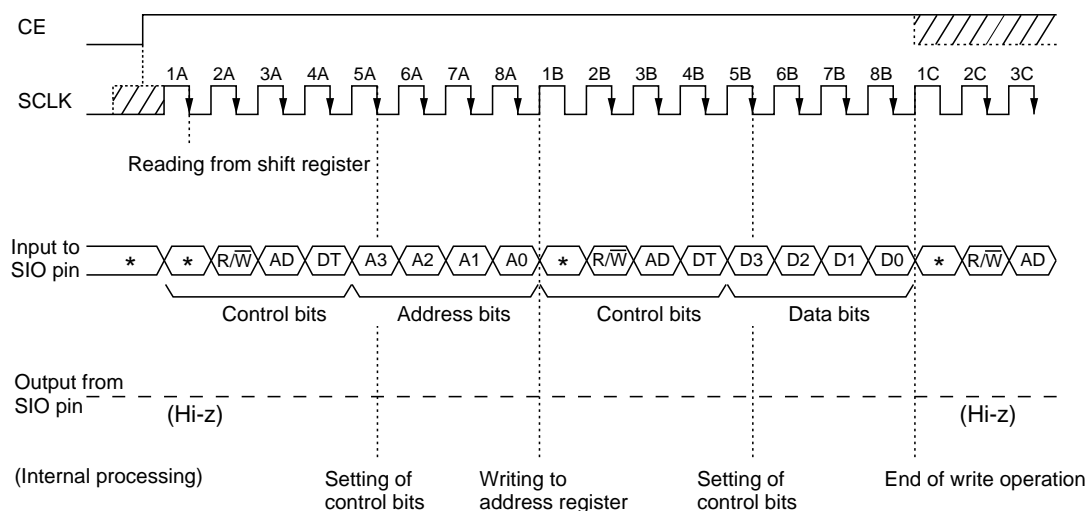 CE
1A 2A 3A 4A 5A 6A 7A 8A 1B 2B 3B 4B 5B 6B 7B 8B 1C 2C 3C
SCLK
Reading from shift register
Input to
SIO pin
* * R/W̅ AD DT A3 A2 A1 A0 * R/W̅ AD DT D3 D2 D1 D0 * R/W̅ AD
Control bits Address bits Control bits Data bits
Output from
SIO pin
(Hi-z) (Hi-z)
(Internal processing)
Setting of
control bits
Writing to
address register
Setting of
control bits
End of write operation